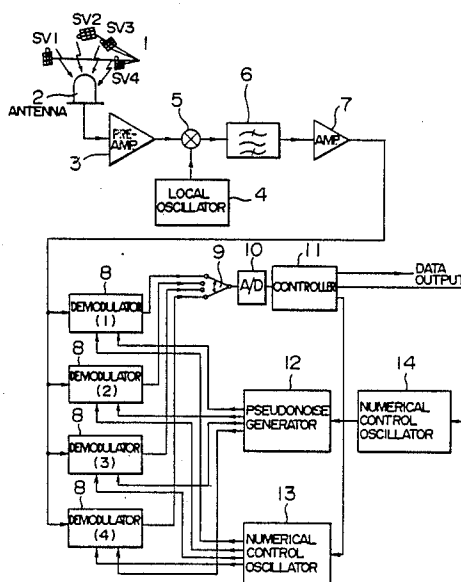 SV2
SV3
SV1
1
SV4
2
ANTENNA
3
PRE-
AMP.
5
6
7
AMP.
LOCAL
OSCILLATOR
4
8
DEMODULATOR
(1)
8
DEMODULATOR
(2)
8
DEMODULATOR
(3)
8
DEMODULATOR
(4)
9
10
A/D
11
CONTROLLER
DATA
OUTPUT
12
PSEUDONOISE
GENERATOR
14
NUMERICAL
CONTROL
OSCILLATOR
13
NUMERICAL
CONTROL
OSCILLATOR